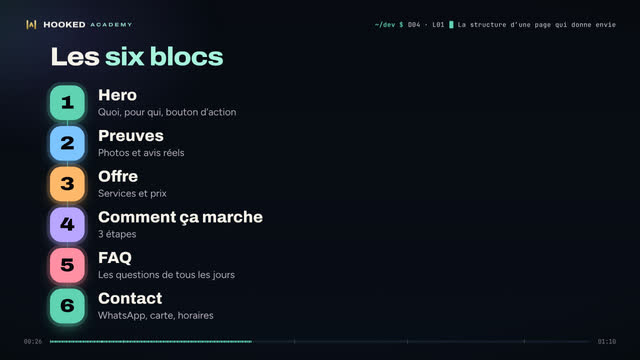 HOOKED ACADEMY
~/dev $ D04 · L01 La structure d'une page qui donne envie
Les six blocs
1 Hero
Quoi, pour qui, bouton d'action
2 Preuves
Photos et avis réels
3 Offre
Services et prix
4 Comment ça marche
3 étapes
5 FAQ
Les questions de tous les jours
6 Contact
WhatsApp, carte, horaires
00:26 01:10